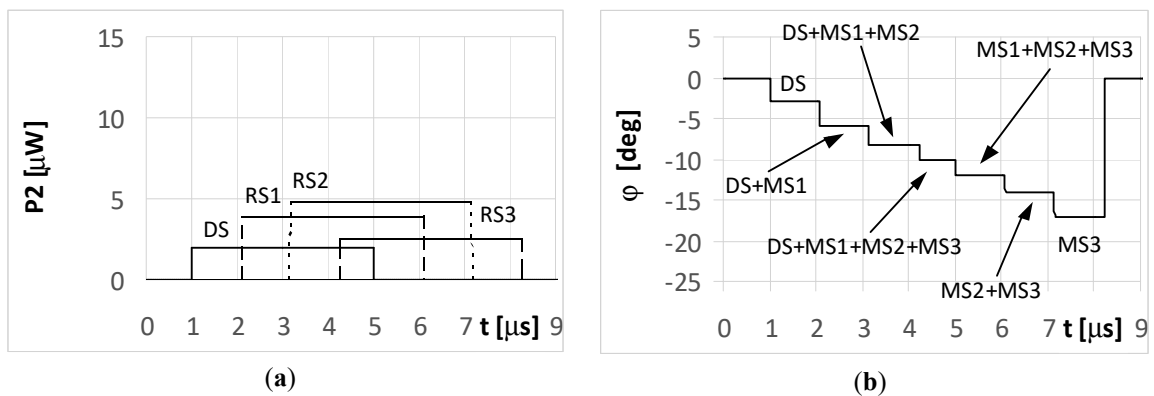 15
10
5
0
P2 [μW]
RS2
RS1
RS3
DS
0 1 2 3 4 5 6 7 t [μs] 9
(a)
5
0
-5
-10
-15
-20
-25
φ [deg]
DS+MS1+MS2
MS1+MS2+MS3
DS
DS+MS1
DS+MS1+MS2+MS3
MS3
MS2+MS3
0 1 2 3 4 5 6 7 t [μs] 9
(b)